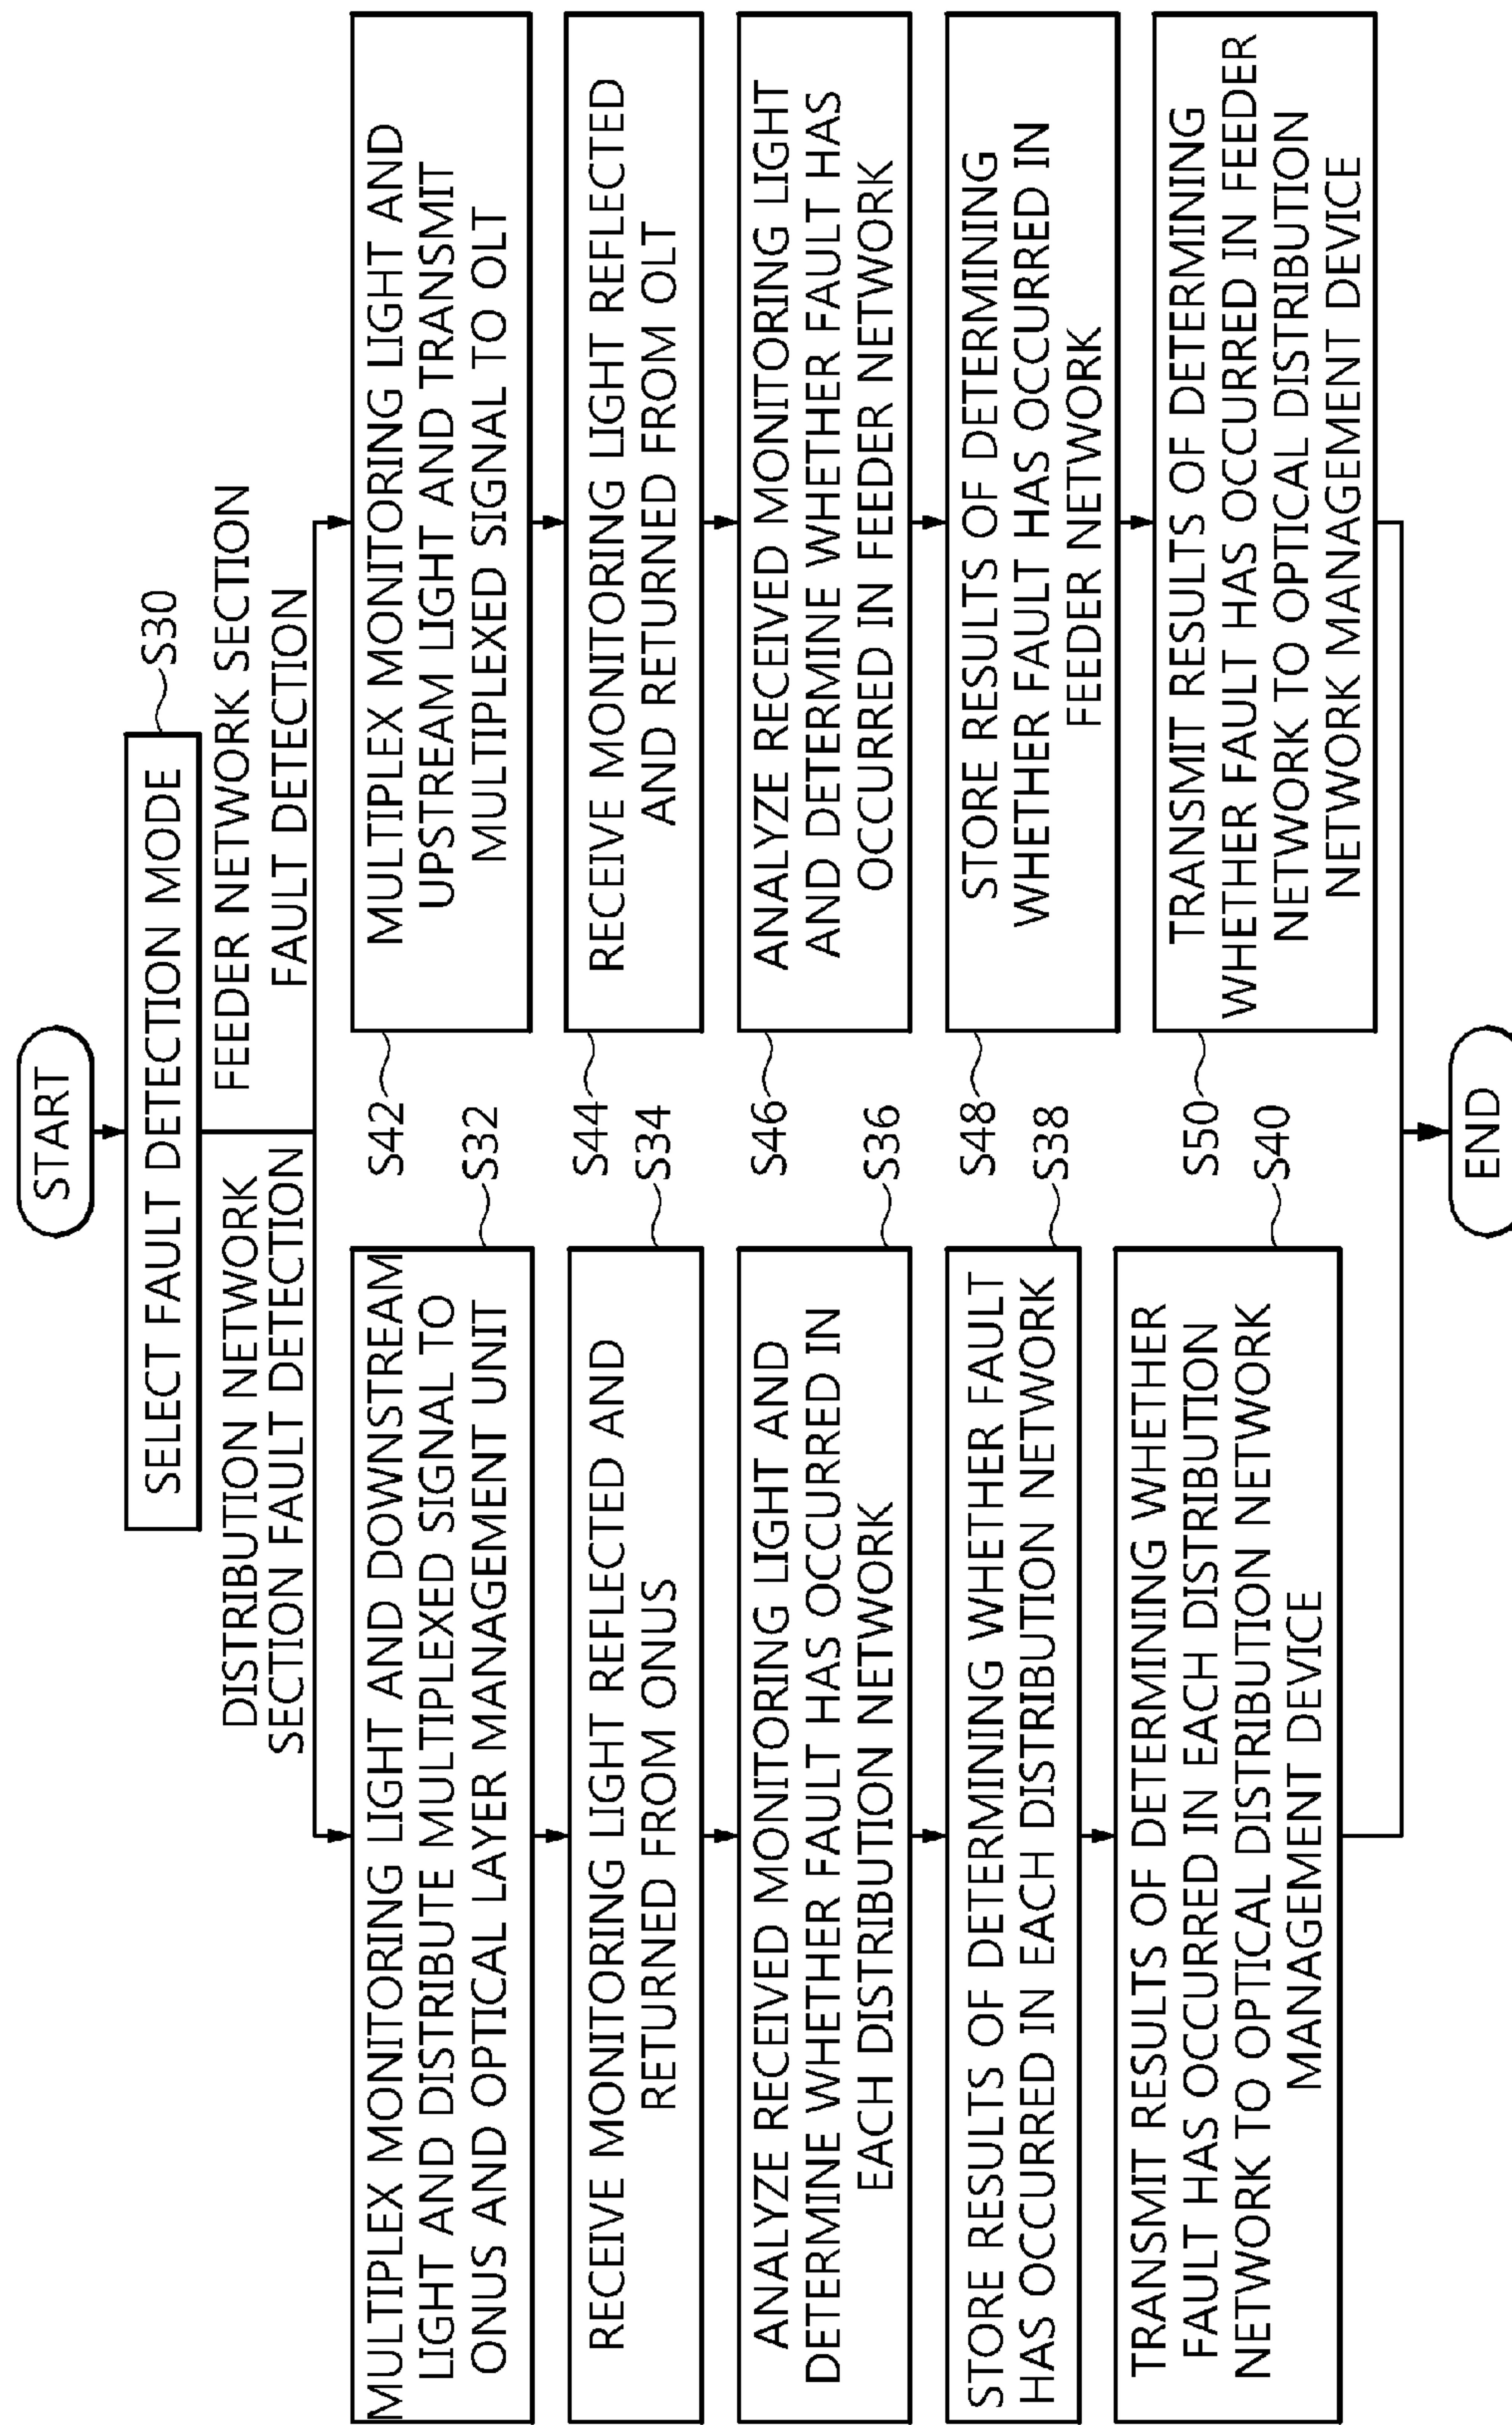 START
SELECT FAULT DETECTION MODE
S30
DISTRIBUTION NETWORK
SECTION FAULT DETECTION
FEEDER NETWORK SECTION
FAULT DETECTION
MULTIPLEX MONITORING LIGHT AND DOWNSTREAM
LIGHT AND DISTRIBUTE MULTIPLEXED SIGNAL TO
ONUS AND OPTICAL LAYER MANAGEMENT UNIT
S32
RECEIVE MONITORING LIGHT REFLECTED AND
RETURNED FROM ONUS
S34
ANALYZE RECEIVED MONITORING LIGHT AND
DETERMINE WHETHER FAULT HAS OCCURRED IN
EACH DISTRIBUTION NETWORK
S36
STORE RESULTS OF DETERMINING WHETHER FAULT
HAS OCCURRED IN EACH DISTRIBUTION NETWORK
S38
TRANSMIT RESULTS OF DETERMINING WHETHER
FAULT HAS OCCURRED IN EACH DISTRIBUTION
NETWORK TO OPTICAL DISTRIBUTION NETWORK
MANAGEMENT DEVICE
S40
S42
MULTIPLEX MONITORING LIGHT AND
UPSTREAM LIGHT AND TRANSMIT
MULTIPLEXED SIGNAL TO OLT
S44
RECEIVE MONITORING LIGHT REFLECTED
AND RETURNED FROM OLT
S46
ANALYZE RECEIVED MONITORING LIGHT
AND DETERMINE WHETHER FAULT HAS
OCCURRED IN FEEDER NETWORK
S48
STORE RESULTS OF DETERMINING
WHETHER FAULT HAS OCCURRED IN
FEEDER NETWORK
S50
TRANSMIT RESULTS OF DETERMINING
WHETHER FAULT HAS OCCURRED IN FEEDER
NETWORK TO OPTICAL DISTRIBUTION
NETWORK MANAGEMENT DEVICE
END